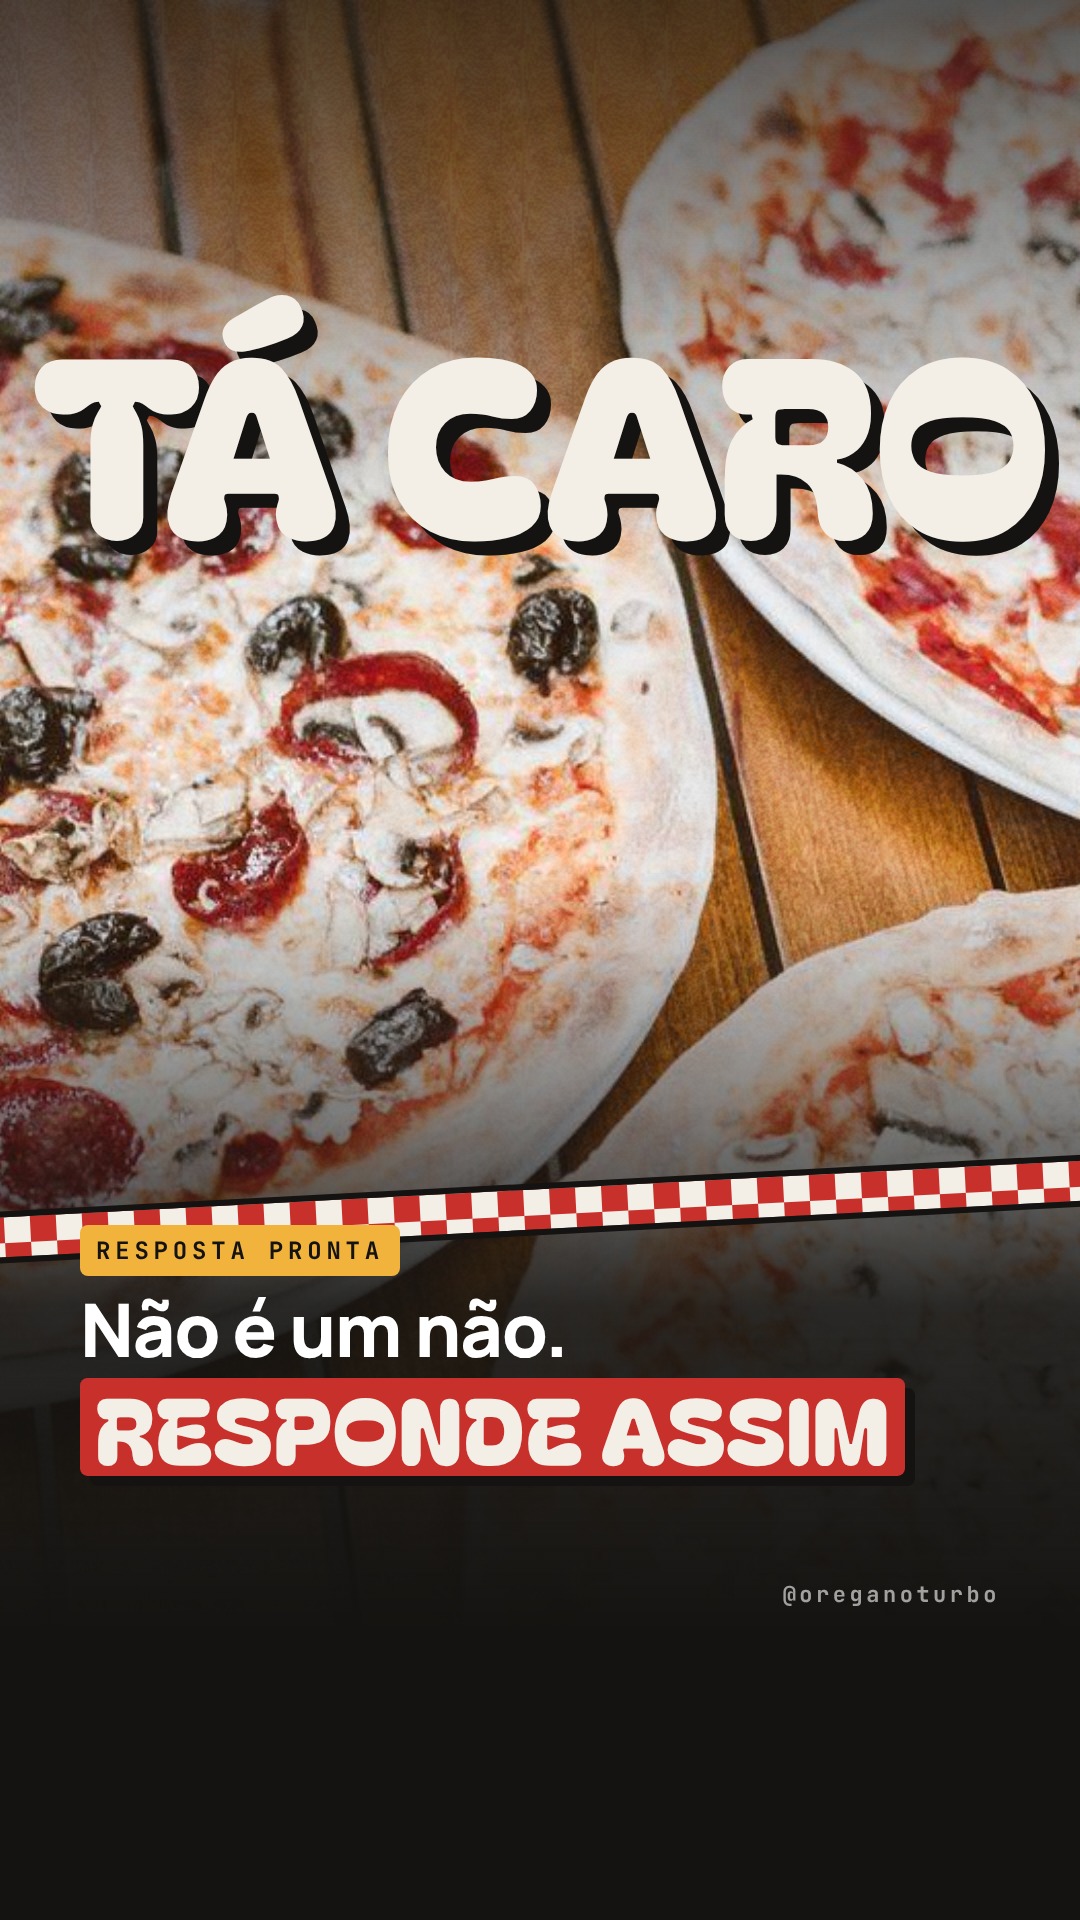 TÁ CARO
RESPOSTA PRONTA
Não é um não.
RESPONDE ASSIM
@oreganoturbo